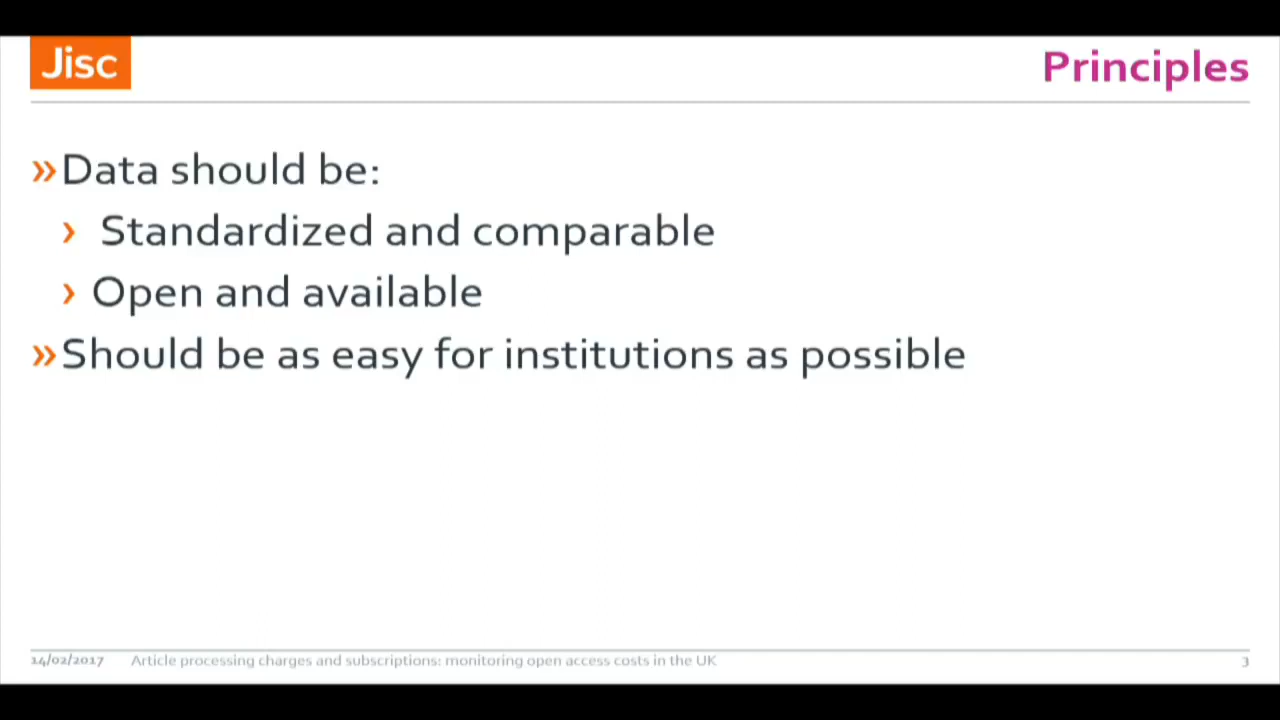 Jisc
Principles
»Data should be:
› Standardized and comparable
› Open and available
»Should be as easy for institutions as possible
14/02/2017 Article processing charges and subscriptions: monitoring open access costs in the UK 3